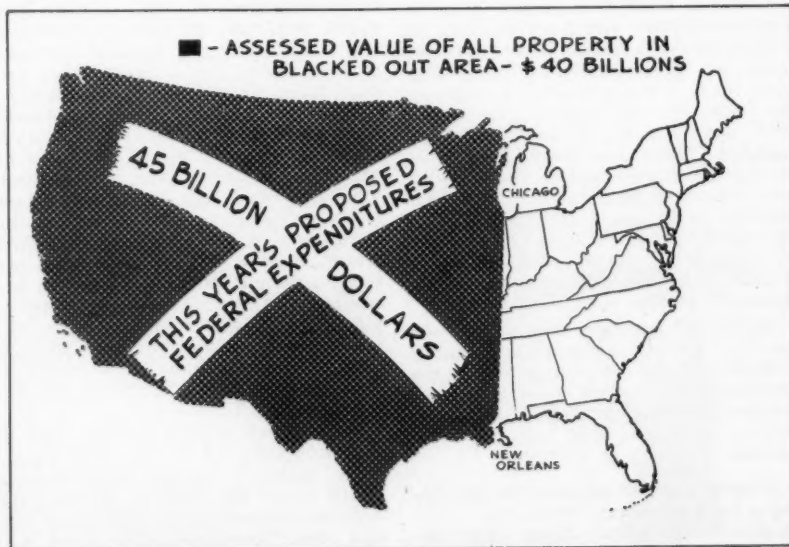 ■ - ASSESSED VALUE OF ALL PROPERTY IN
BLACKED OUT AREA - $40 BILLIONS
45 BILLION
DOLLARS
THIS YEAR'S PROPOSED
FEDERAL EXPENDITURES
CHICAGO
NEW
ORLEANS